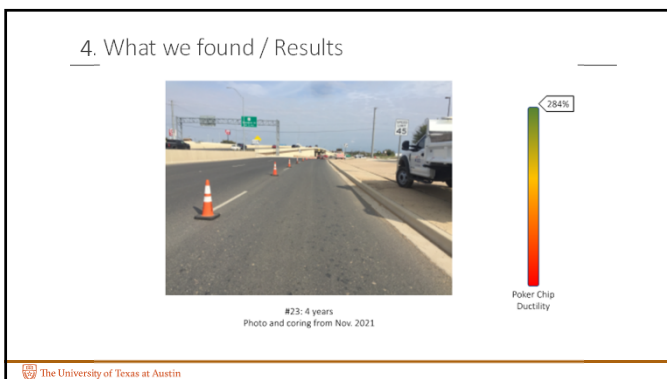 4. What we found / Results
45
284%
Poker Chip
Ductility
#23: 4 years
Photo and coring from Nov. 2021
The University of Texas at Austin